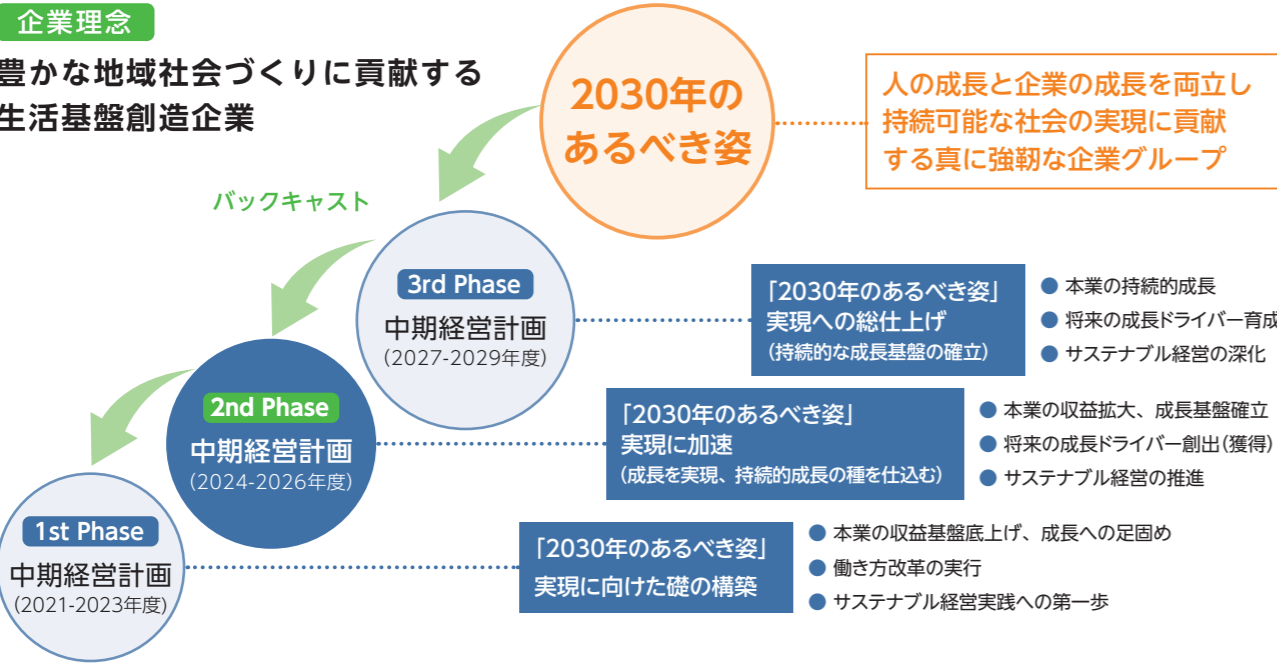 企業理念
豊かな地域社会づくりに貢献する
生活基盤創造企業
2030年の
あるべき姿
人の成長と企業の成長を両立し
持続可能な社会の実現に貢献
する真に強靭な企業グループ
バックキャスト
3rd Phase
中期経営計画
(2027-2029年度)
「2030年のあるべき姿」
実現への総仕上げ
(持続的な成長基盤の確立)
● 本業の持続的成長
● 将来の成長ドライバー育成
● サステナブル経営の深化
2nd Phase
中期経営計画
(2024-2026年度)
「2030年のあるべき姿」
実現に加速
(成長を実現、持続的成長の種を仕込む)
● 本業の収益拡大、成長基盤確立
● 将来の成長ドライバー創出(獲得)
● サステナブル経営の推進
1st Phase
中期経営計画
(2021-2023年度)
「2030年のあるべき姿」
実現に向けた礎の構築
● 本業の収益基盤底上げ、成長への足固め
● 働き方改革の実行
● サステナブル経営実践への第一歩